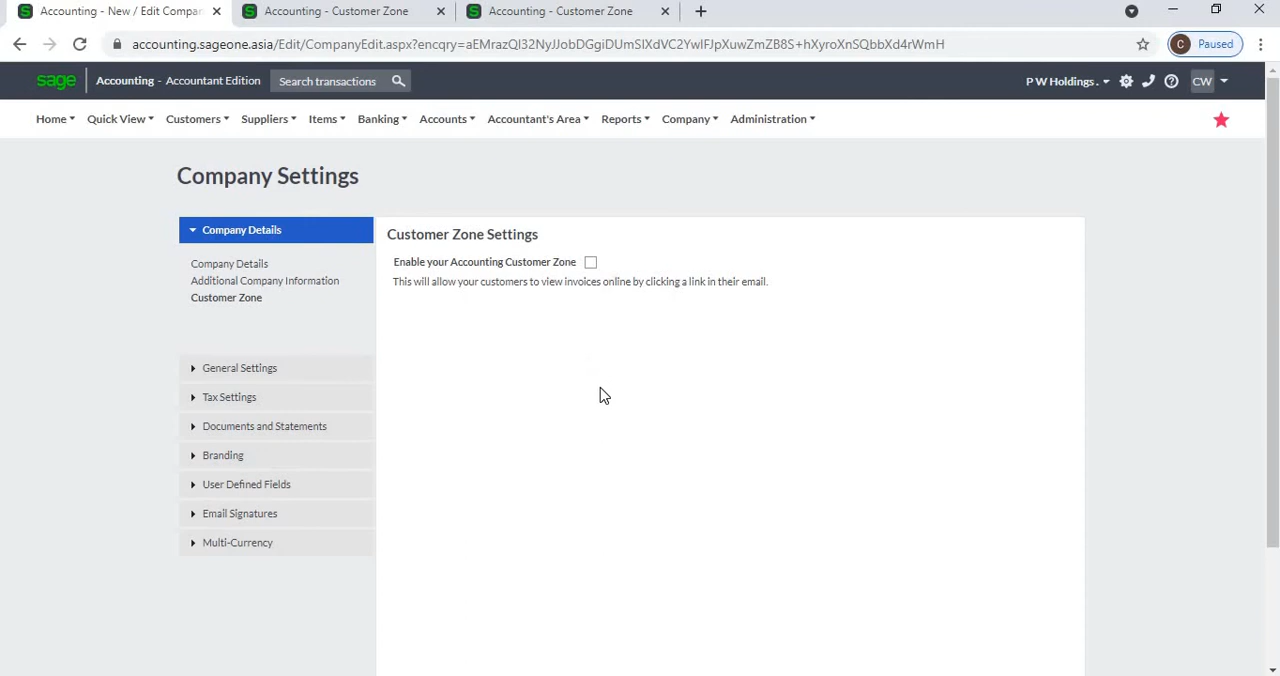 Accounting - New / Edit Compan
Accounting - Customer Zone
Accounting - Customer Zone
accounting.sageone.asia/Edit/CompanyEdit.aspx?encqry=aEMrazQI32NyJJobDGgiDUmSIXdVC2YwIFJpXuwZmZB8S+hXyroXnSQbbXd4rWmH
C Paused
sage Accounting - Accountant Edition
Search transactions
P W Holdings .
CW
Home Quick View Customers Suppliers Items Banking Accounts Accountant's Area Reports Company Administration
Company Settings
Company Details
Company Details
Additional Company Information
Customer Zone
General Settings
Tax Settings
Documents and Statements
Branding
User Defined Fields
Email Signatures
Multi-Currency
Customer Zone Settings
Enable your Accounting Customer Zone
This will allow your customers to view invoices online by clicking a link in their email.